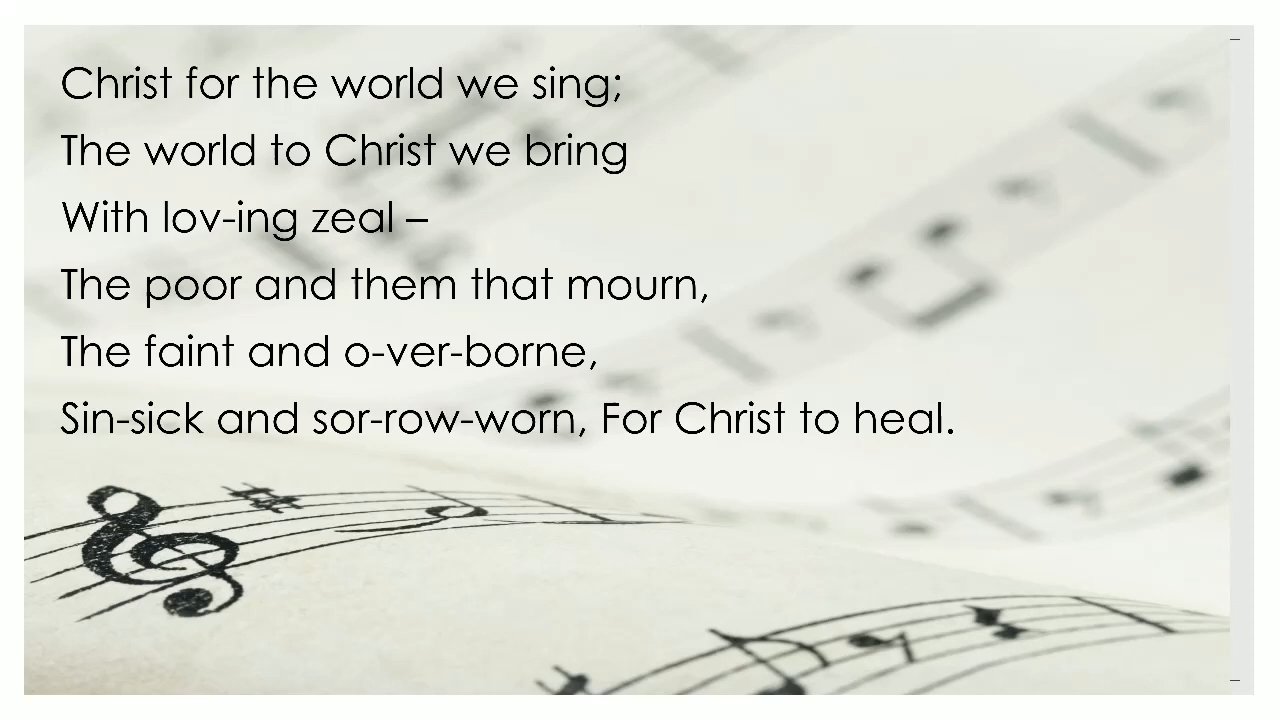 Christ for the world we sing;
The world to Christ we bring
With lov-ing zeal –
The poor and them that mourn,
The faint and o-ver-borne,
Sin-sick and sor-row-worn, For Christ to heal.